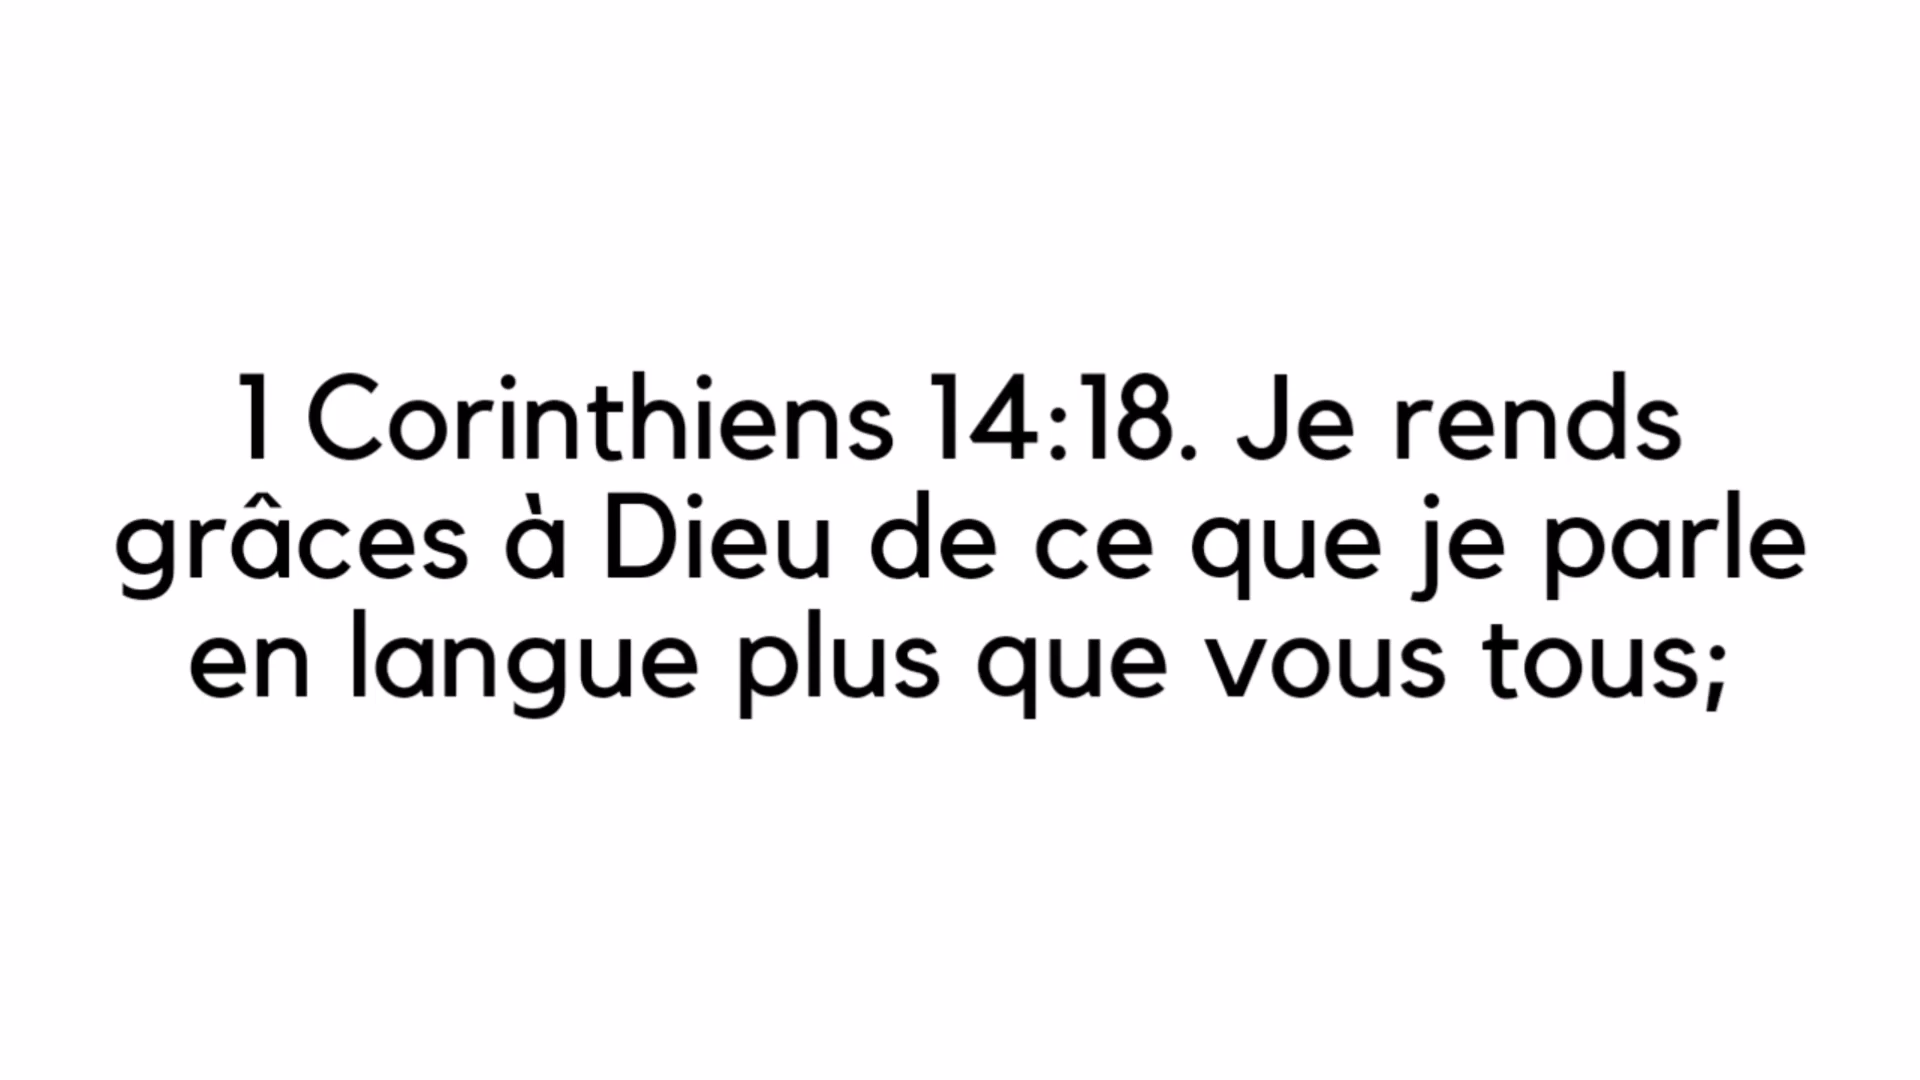 1 Corinthiens 14:18. Je rends
grâces à Dieu de ce que je parle
en langue plus que vous tous;